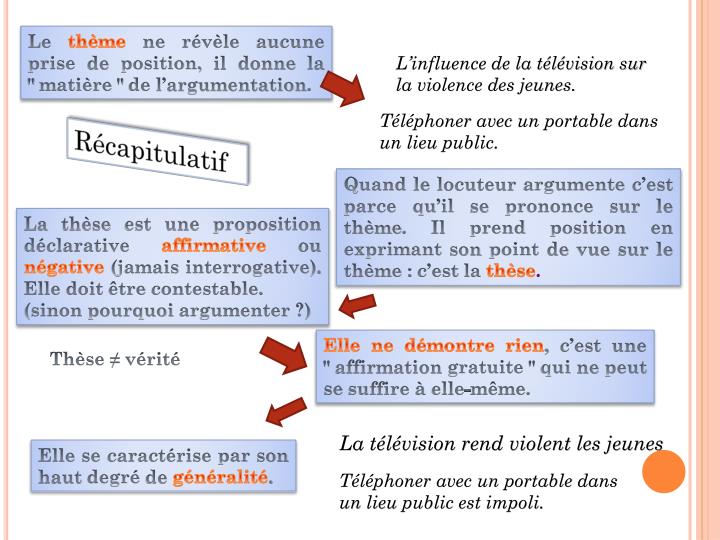 Le thème ne révèle aucune
prise de position, il donne la
" matière " de l'argumentation.
L'influence de la télévision sur
la violence des jeunes.
Téléphoner avec un portable dans
un lieu public.
Récapitulatif
Quand le locuteur argumente c'est
parce qu'il se prononce sur le
thème. Il prend position en
exprimant son point de vue sur le
thème : c'est la thèse.
La thèse est une proposition
déclarative affirmative ou
négative (jamais interrogative).
Elle doit être contestable.
(sinon pourquoi argumenter ?)
Thèse ≠ vérité
Elle ne démontre rien, c'est une
" affirmation gratuite " qui ne peut
se suffire à elle-même.
Elle se caractérise par son
haut degré de généralité.
La télévision rend violent les jeunes
Téléphoner avec un portable dans
un lieu public est impoli.